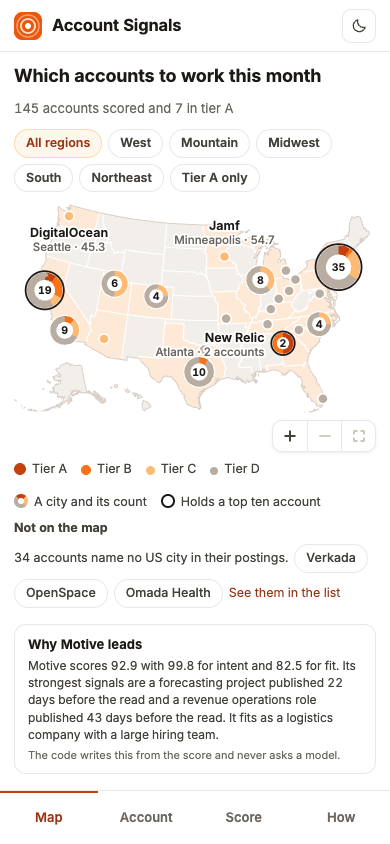 Account Signals
Which accounts to work this month
145 accounts scored and 7 in tier A
All regions
West
Mountain
Midwest
South
Northeast
Tier A only
DigitalOcean
Seattle · 45.3
Jamf
Minneapolis · 54.7
19
6
4
8
35
9
4
New Relic
Atlanta · 2 accounts
2
10
Tier A
Tier B
Tier C
Tier D
A city and its count
Holds a top ten account
Not on the map
34 accounts name no US city in their postings.
Verkada
OpenSpace
Omada Health
See them in the list
Why Motive leads
Motive scores 92.9 with 99.8 for intent and 82.5 for fit. Its
strongest signals are a forecasting project published 22
days before the read and a revenue operations role
published 43 days before the read. It fits as a logistics
company with a large hiring team.
The code writes this from the score and never asks a model.
Map
Account
Score
How